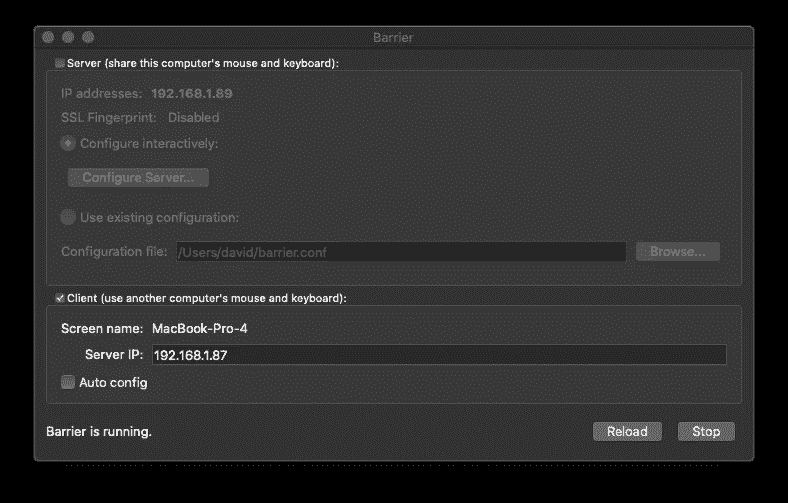 Barrier
Server (share this computer's mouse and keyboard):
IP addresses: 192.168.1.89
SSL Fingerprint: Disabled
Configure interactively:
Configure Server...
Use existing configuration:
Configuration file: /Users/david/barrier.conf Browse...
Client (use another computer's mouse and keyboard):
Screen name: MacBook-Pro-4
Server IP: 192.168.1.87
Auto config
Barrier is running. Reload Stop